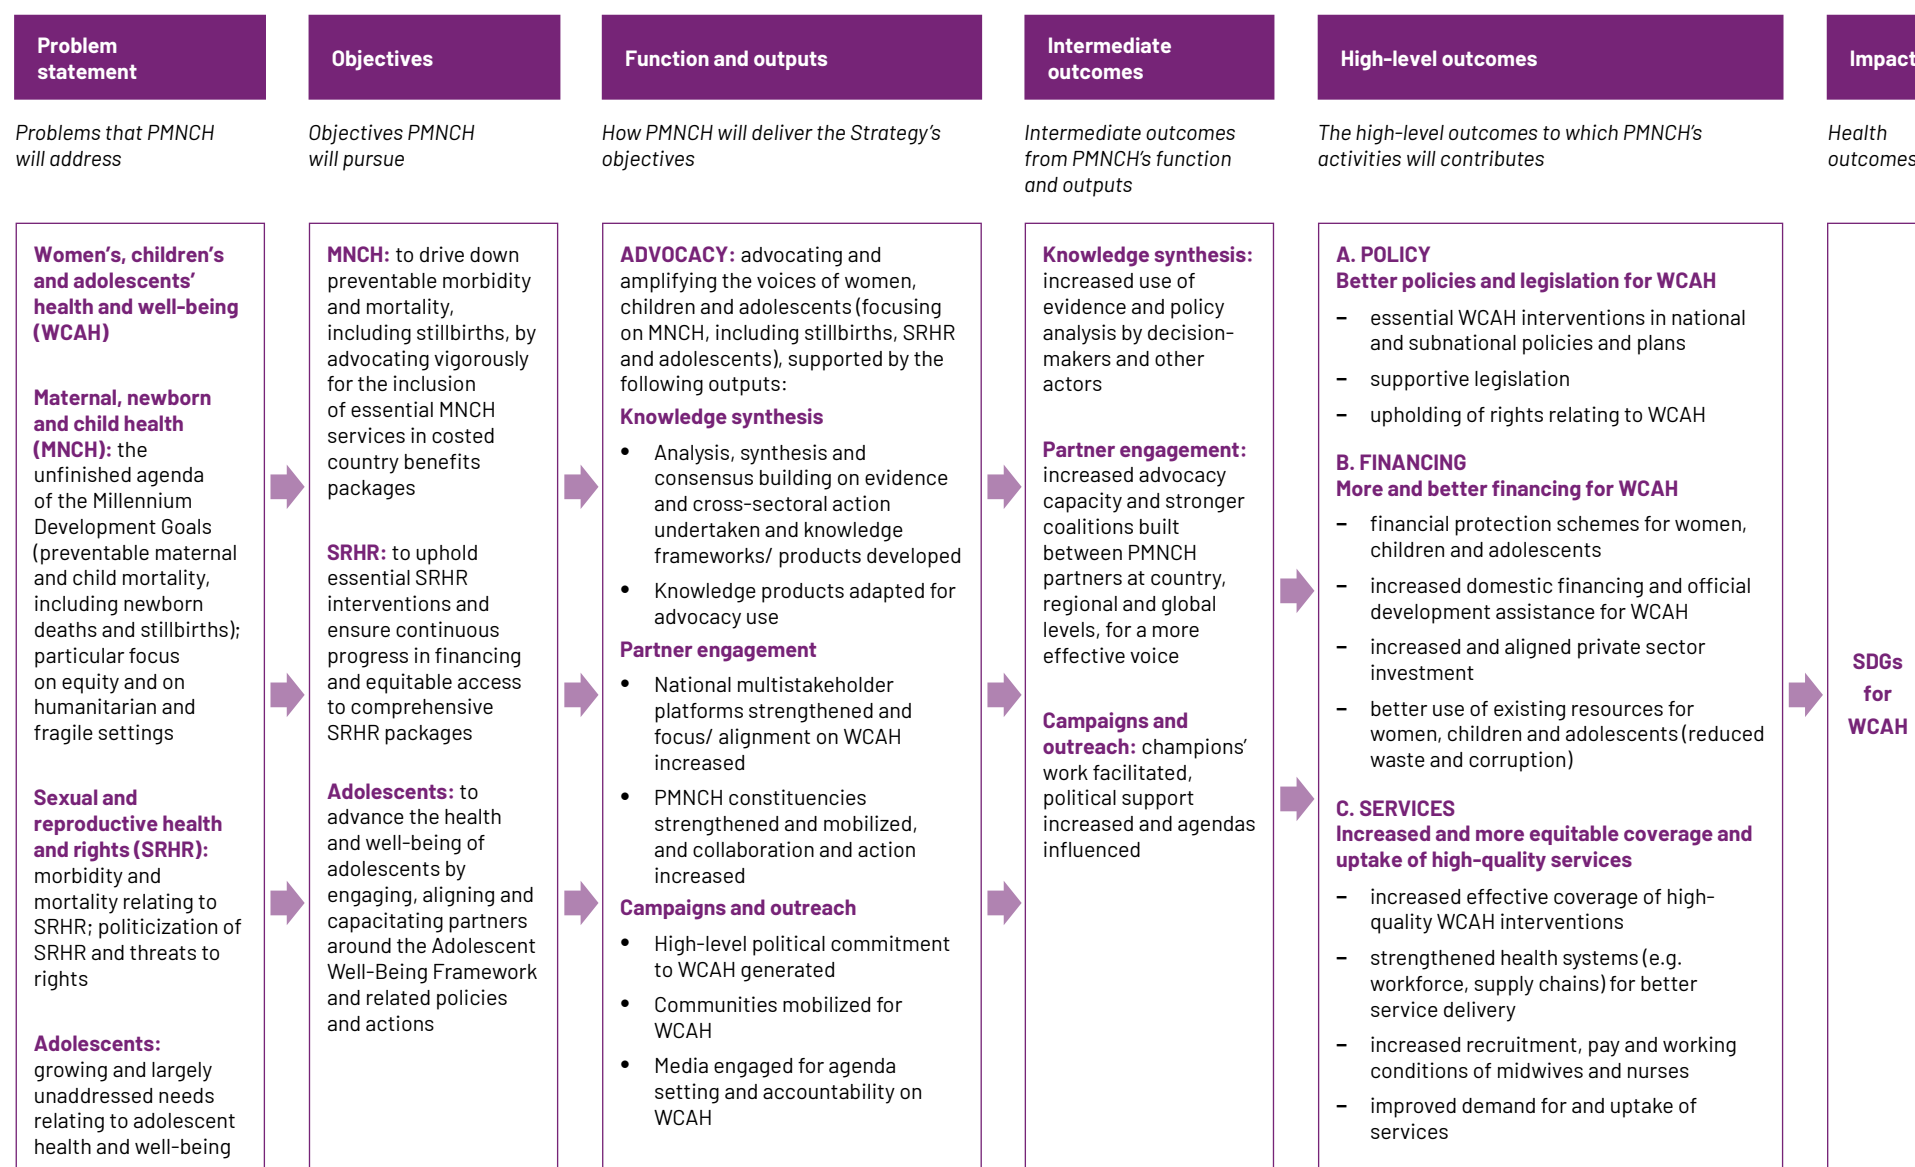 Problem
statement
Objectives
Function and outputs
Intermediate
outcomes
High-level outcomes
Impact
Problems that PMNCH
will address
Objectives PMNCH
will pursue
How PMNCH will deliver the Strategy’s
objectives
Intermediate outcomes
from PMNCH’s function
and outputs
The high-level outcomes to which PMNCH’s
activities will contributes
Health
outcomes
Women’s, children’s
and adolescents’
health and well-being
(WCAH)
Maternal, newborn
and child health
(MNCH): the
unfinished agenda
of the Millennium
Development Goals
(preventable maternal
and child mortality,
including newborn
deaths and stillbirths);
particular focus
on equity and on
humanitarian and
fragile settings
Sexual and
reproductive health
and rights (SRHR):
morbidity and
mortality relating to
SRHR; politicization of
SRHR and threats to
rights
Adolescents:
growing and largely
unaddressed needs
relating to adolescent
health and well-being
MNCH: to drive down
preventable morbidity
and mortality,
including stillbirths, by
advocating vigorously
for the inclusion
of essential MNCH
services in costed
country benefits
packages
SRHR: to uphold
essential SRHR
interventions and
ensure continuous
progress in financing
and equitable access
to comprehensive
SRHR packages
Adolescents: to
advance the health
and well-being of
adolescents by
engaging, aligning and
capacitating partners
around the Adolescent
Well-Being Framework
and related policies
and actions
ADVOCACY: advocating and
amplifying the voices of women,
children and adolescents (focusing
on MNCH, including stillbirths, SRHR
and adolescents), supported by the
following outputs:
Knowledge synthesis
• Analysis, synthesis and
consensus building on evidence
and cross-sectoral action
undertaken and knowledge
frameworks/ products developed
• Knowledge products adapted for
advocacy use
Partner engagement
• National multistakeholder
platforms strengthened and
focus/ alignment on WCAH
increased
• PMNCH constituencies
strengthened and mobilized,
and collaboration and action
increased
Campaigns and outreach
• High-level political commitment
to WCAH generated
• Communities mobilized for
WCAH
• Media engaged for agenda
setting and accountability on
WCAH
Knowledge synthesis:
increased use of
evidence and policy
analysis by decision-
makers and other
actors
Partner engagement:
increased advocacy
capacity and stronger
coalitions built
between PMNCH
partners at country,
regional and global
levels, for a more
effective voice
Campaigns and
outreach: champions’
work facilitated,
political support
increased and agendas
influenced
A. POLICY
Better policies and legislation for WCAH
– essential WCAH interventions in national
and subnational policies and plans
– supportive legislation
– upholding of rights relating to WCAH
B. FINANCING
More and better financing for WCAH
– financial protection schemes for women,
children and adolescents
– increased domestic financing and official
development assistance for WCAH
– increased and aligned private sector
investment
– better use of existing resources for
women, children and adolescents (reduced
waste and corruption)
C. SERVICES
Increased and more equitable coverage and
uptake of high-quality services
– increased effective coverage of high-
quality WCAH interventions
– strengthened health systems (e.g.
workforce, supply chains) for better
service delivery
– increased recruitment, pay and working
conditions of midwives and nurses
– improved demand for and uptake of
services
SDGs
for
WCAH